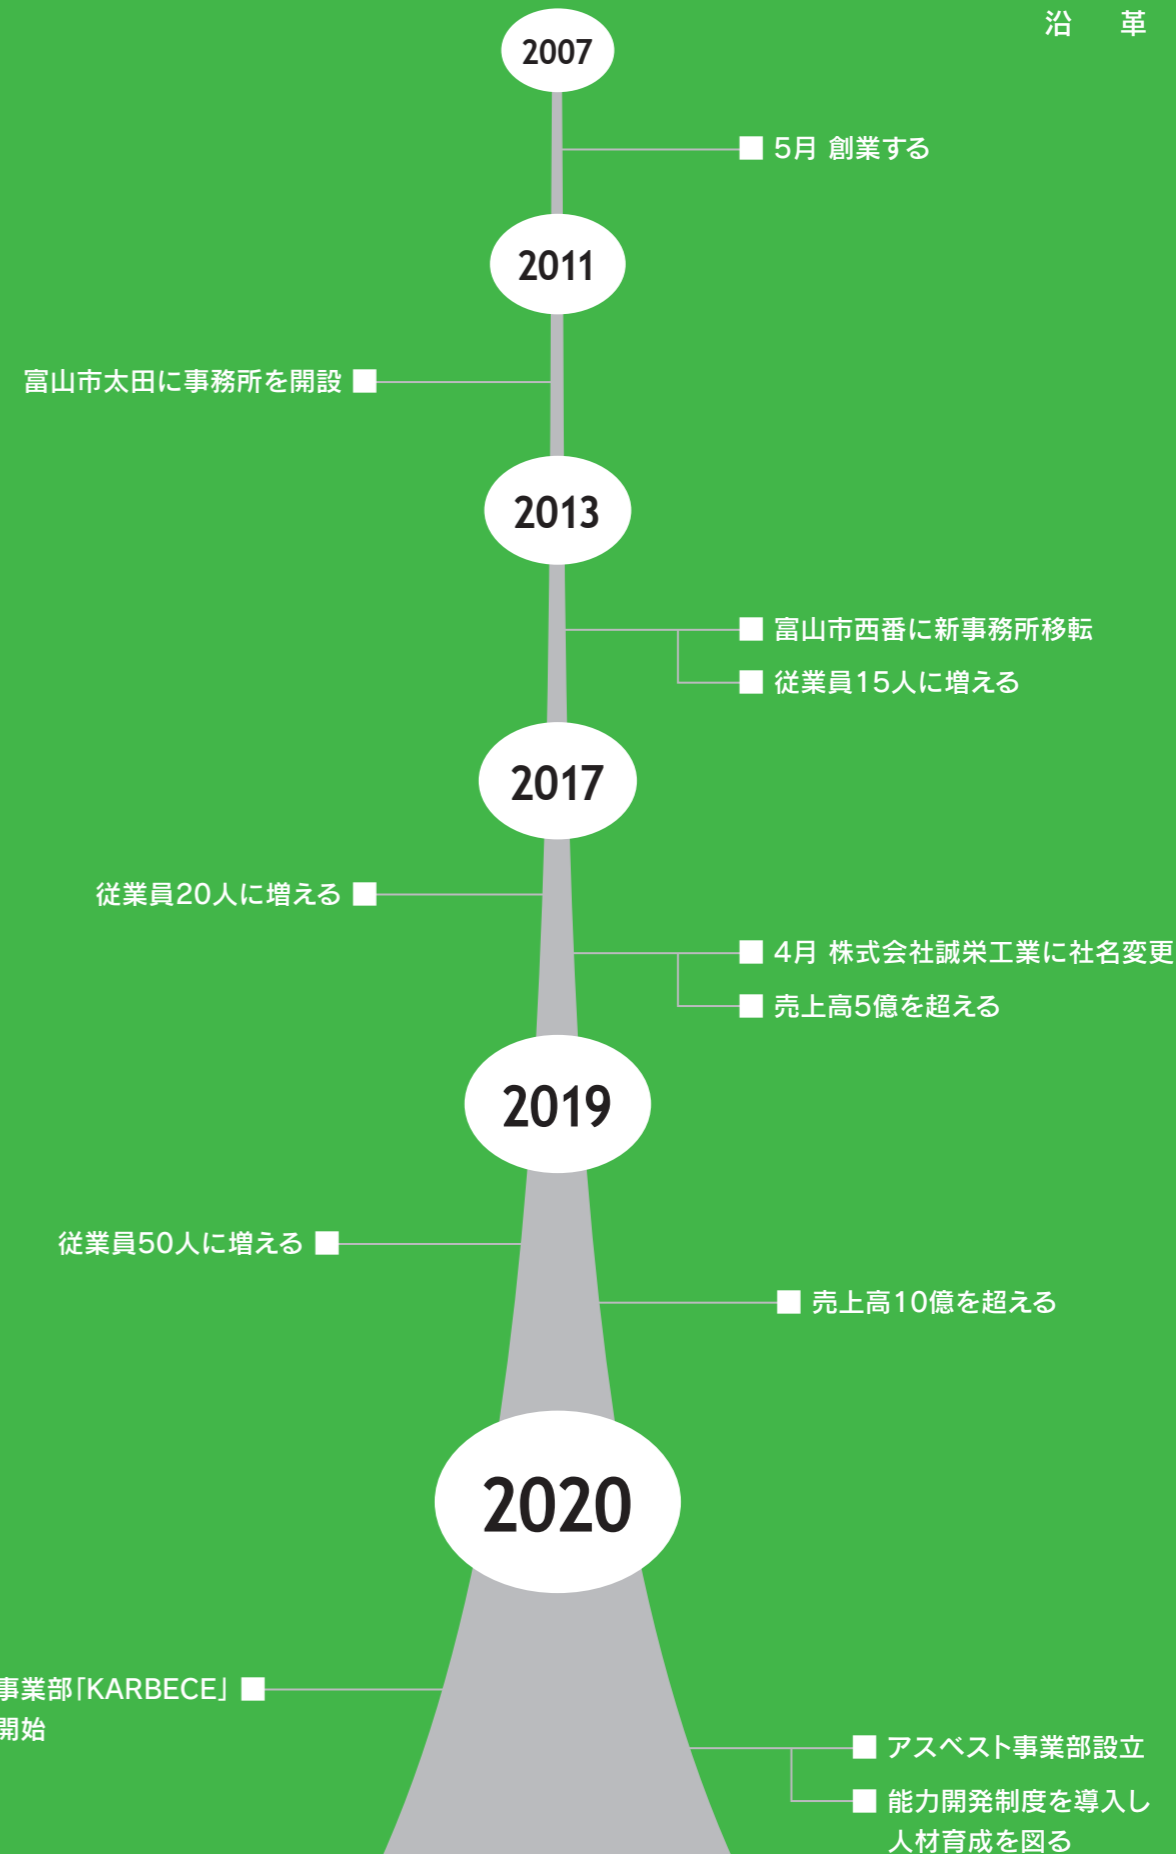 沿 革
2007
■ 5月 創業する
2011
富山市太田に事務所を開設 ■
2013
■ 富山市西番に新事務所移転
■ 従業員15人に増える
2017
従業員20人に増える ■
■ 4月 株式会社誠栄工業に社名変更
■ 売上高5億を超える
2019
従業員50人に増える ■
■ 売上高10億を超える
2020
事業部「KARBECE」 ■
開始
■ アスベスト事業部設立
■ 能力開発制度を導入し
人材育成を図る